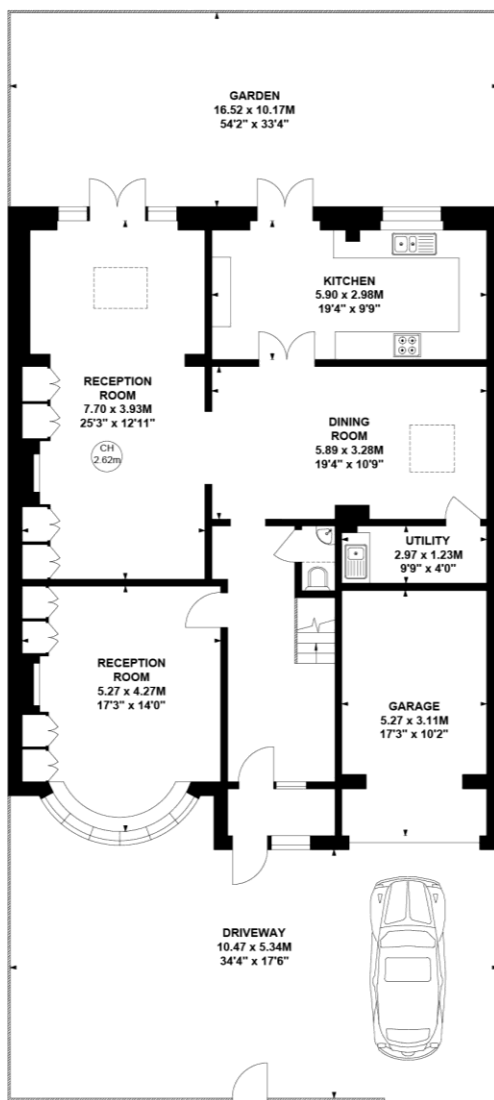 GARDEN
16.52 x 10.17M
54'2" x 33'4"
KITCHEN
5.90 x 2.98M
19'4" x 9'9"
RECEPTION
ROOM
7.70 x 3.93M
25'3" x 12'11"
CH
2.62m
DINING
ROOM
5.89 x 3.28M
19'4" x 10'9"
UTILITY
2.97 x 1.23M
9'9" x 4'0"
RECEPTION
ROOM
5.27 x 4.27M
17'3" x 14'0"
GARAGE
5.27 x 3.11M
17'3" x 10'2"
DRIVEWAY
10.47 x 5.34M
34'4" x 17'6"